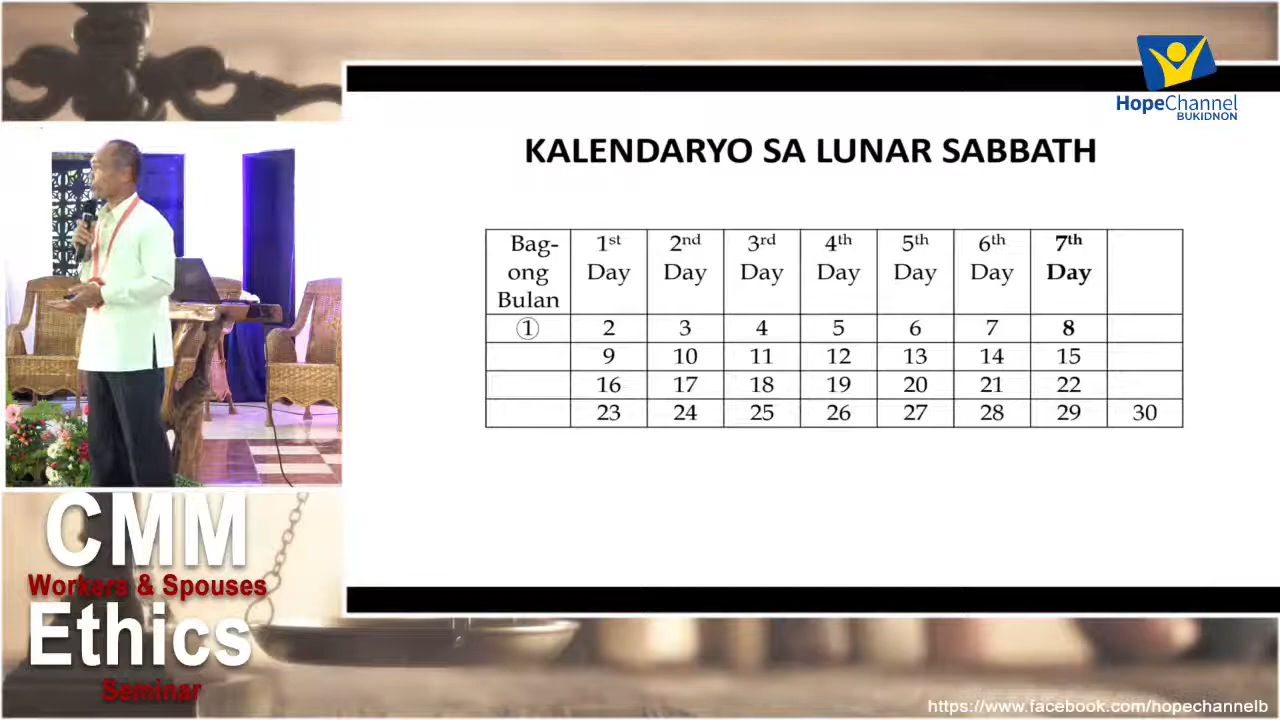 HopeChannel
BUKIDNON
KALENDARYO SA LUNAR SABBATH
Bag-ong Bulan 1st Day 2nd Day 3rd Day 4th Day 5th Day 6th Day 7th Day
① 2 3 4 5 6 7 8
9 10 11 12 13 14 15
16 17 18 19 20 21 22
23 24 25 26 27 28 29 30
CMM
Workers & Spouses
Ethics
Seminar
https://www.facebook.com/hopechannelb